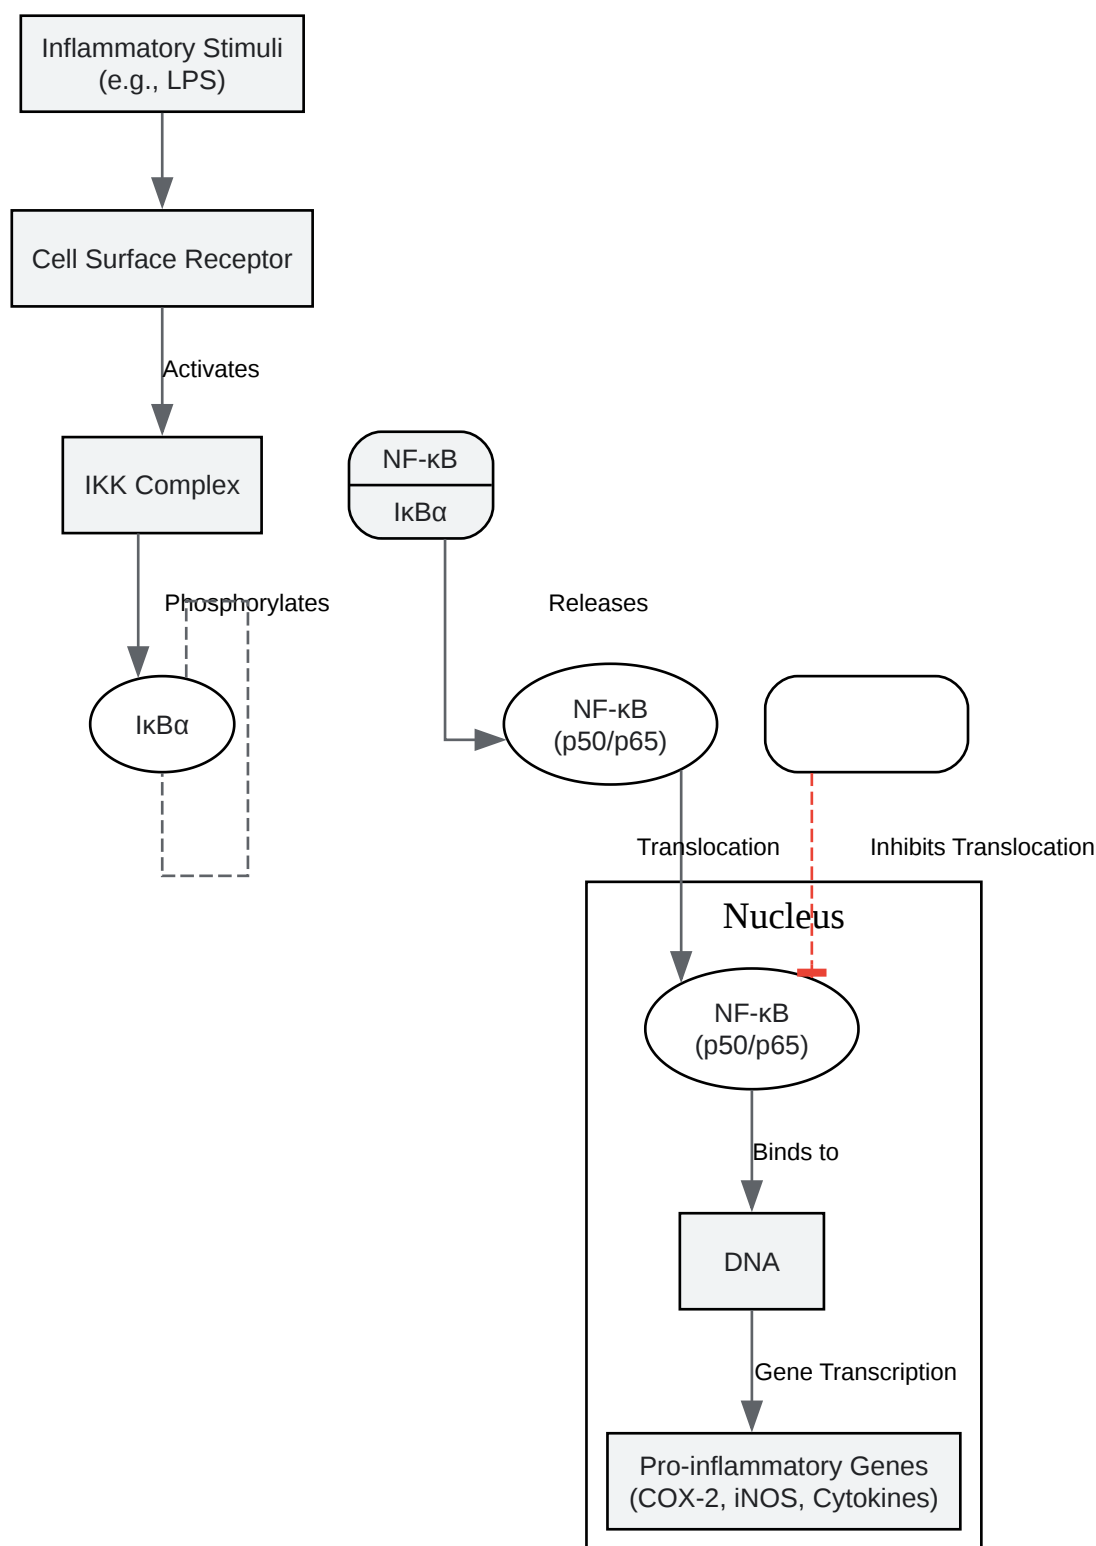 Inflammatory Stimuli
(e.g., LPS)
Cell Surface Receptor
Activates
IKK Complex
NF-κB
IκBα
Phosphorylates
Releases
IκBα
NF-κB
(p50/p65)
Translocation
Inhibits Translocation
Nucleus
NF-κB
(p50/p65)
Binds to
DNA
Gene Transcription
Pro-inflammatory Genes
(COX-2, iNOS, Cytokines)